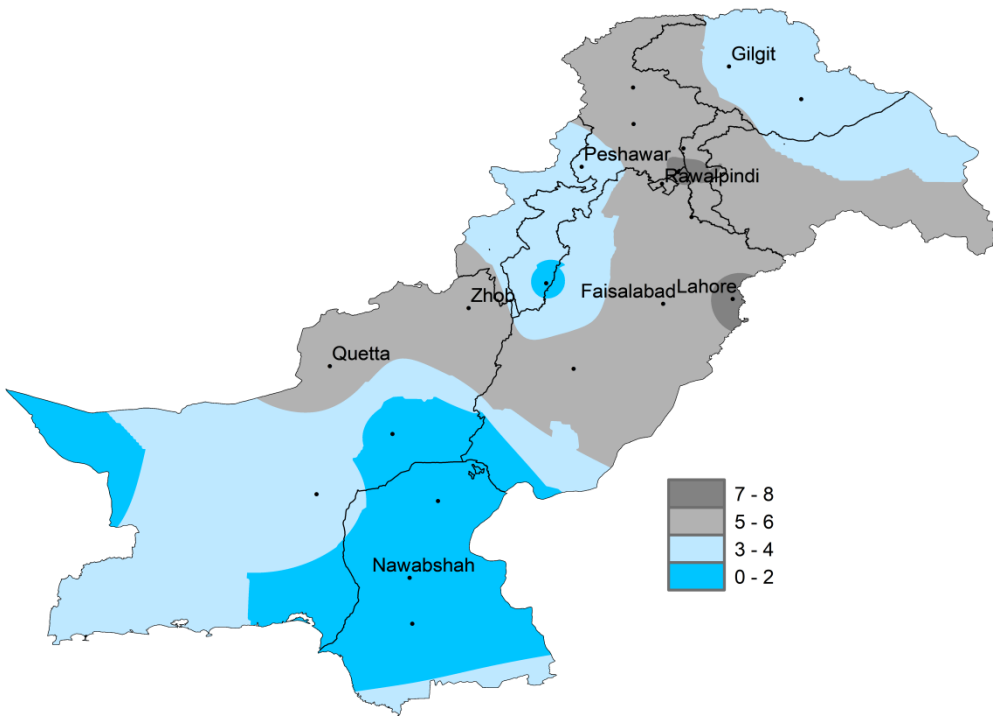 Gilgit
Peshawar
Rawalpindi
Zhob
Faisalabad
Lahore
Quetta
Nawabshah
7 - 8
5 - 6
3 - 4
0 - 2